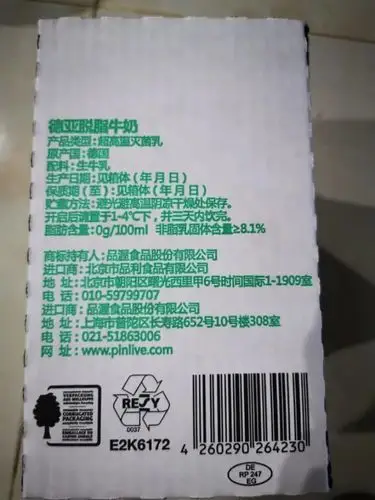 德亚脱脂牛奶
产品类型：超高温灭菌乳
原产国：德国
配料：生牛乳
生产日期：见箱体（年月日）
保质期（至）：见箱体（年月日）
贮藏方法：避光避高温阴凉干燥处保存。
开启后请置于1-4℃下，并三天内饮完。
脂肪含量：0g/100ml 非脂乳固体含量≥8.1%
商标持有人：品渥食品股份有限公司
进口商：北京市品利食品有限公司
地 址：北京市朝阳区曙光西里甲6号时间国际1-1909室
电 话：010-59799707
进口商：品渥食品股份有限公司
地 址：上海市普陀区长寿路652号10号楼308室
电 话：021-51863006
网 址：www.pinlive.com
VERPACKUNG
AUS WELLPAPPE
CORRUGATED
PACKAGING
RESY
0037
E2K6172
4 260290 264230
DE
RP 247
EG